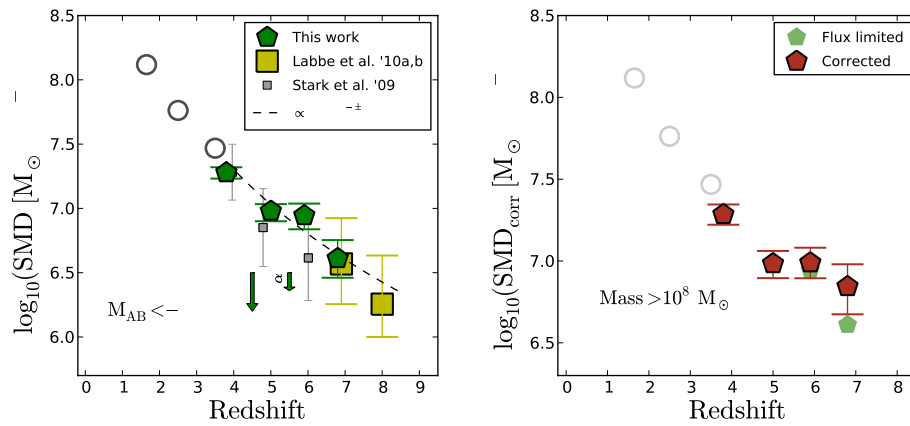 8.5
8.0
7.5
7.0
6.5
6.0
0 1 2 3 4 5 6 7 8 9
Redshift
log10(SMD [M⊙ −
This work
Labbe et al. '10a,b
Stark et al. '09
∝ −±
∝
M_AB<−
8.5
8.0
7.5
7.0
6.5
0 1 2 3 4 5 6 7 8
Redshift
log10(SMDcorr [M⊙ −
Flux limited
Corrected
Mass>10^8 M⊙